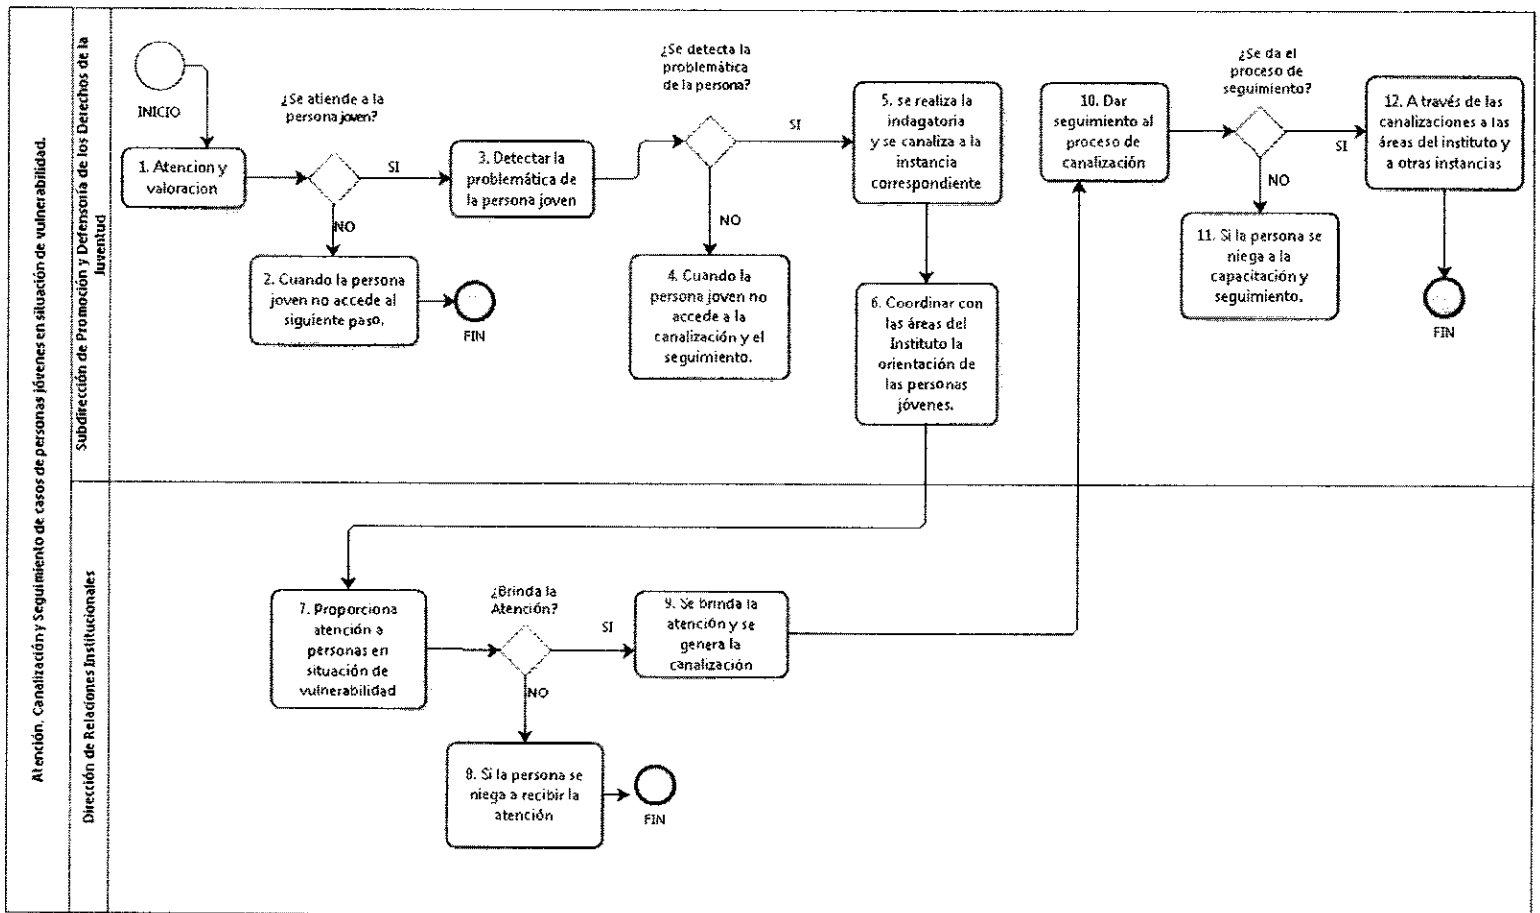 Atención, Canalización y Seguimiento de casos de personas jóvenes en situación de vulnerabilidad.
Subdirección de Promoción y Defensoría de los Derechos de la
Juventud
INICIO
1. Atencion y
valoracion
¿Se atiende a la
persona joven?
SI
NO
2. Cuando la persona
joven no accede al
siguiente paso.
FIN
3. Detectar la
problemática de
la persona joven
¿Se detecta la
problemática
de la persona?
SI
NO
4. Cuando la
persona joven no
accede a la
canalización y el
seguimiento.
5. se realiza la
indagatoria
y se canaliza a la
instancia
correspondiente
6. Coordinar con
las áreas del
Instituto la
orientación de
las personas
jóvenes.
10. Dar
seguimiento al
proceso de
canalización
¿Se da el
proceso de
seguimiento?
SI
NO
11. Si la persona se
niega a la
capacitación y
seguimiento.
12. A través de las
canalizaciones a las
áreas del instituto y
a otras instancias
FIN
Dirección de Relaciones Institucionales
7. Proporciona
atención a
personas en
situación de
vulnerabilidad
¿Brinda la
Atención?
SI
NO
8. Si la persona se
niega a recibir la
atención
FIN
9. Se brinda la
atención y se
genera la
canalización